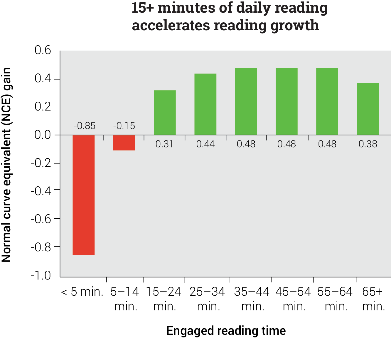 15+ minutes of daily reading
accelerates reading growth
Normal curve equivalent (NCE) gain
0.6
0.4
0.2
0.0
-0.2
-0.4
-0.6
-0.8
-1.0
-0.85
-0.15
0.31
0.44
0.48
0.48
0.48
0.38
< 5 min.
5–14 min.
15–24 min.
25–34 min.
35–44 min.
45–54 min.
55–64 min.
65+ min.
Engaged reading time